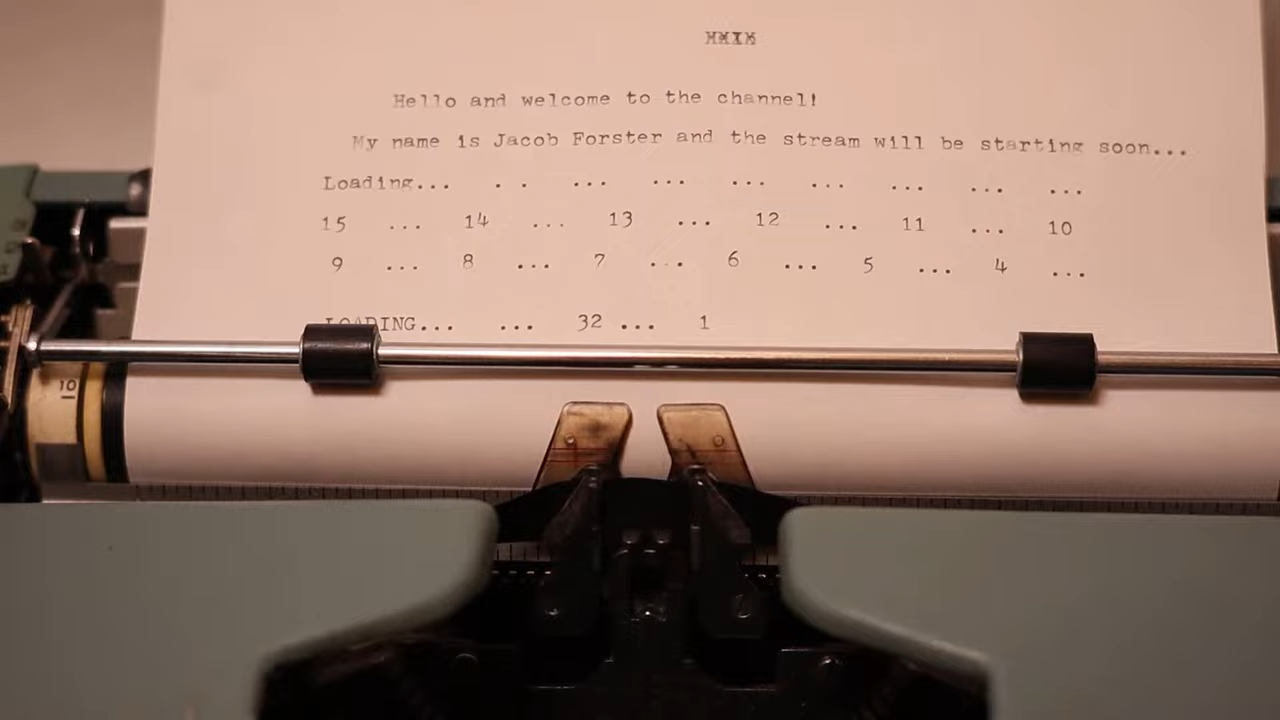 Hello and welcome to the channel!
My name is Jacob Forster and the stream will be starting soon...
Loading... . . ... ... ... ... ... ... ...
15 ... 14 ... 13 ... 12 ... 11 ... 10
9 ... 8 ... 7 ... 6 ... 5 ... 4 ...
LOADING... ... 32 ... 1
10